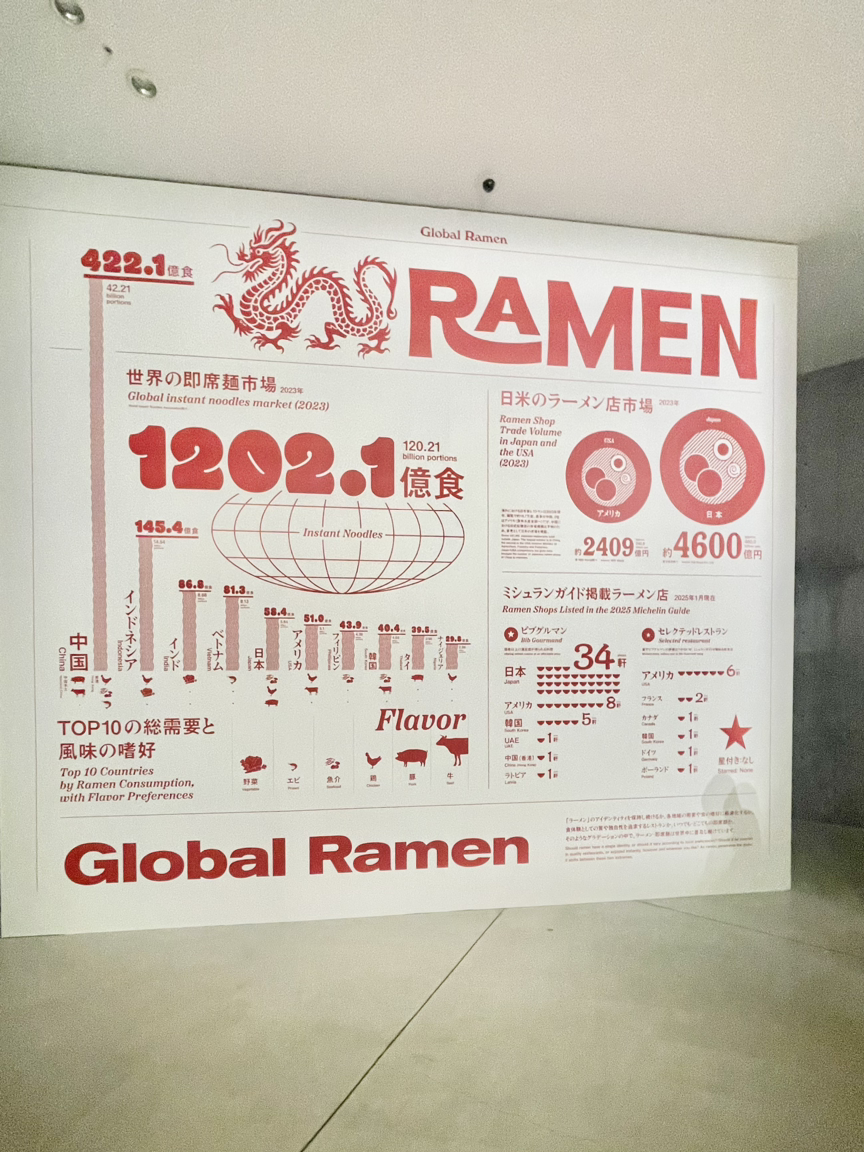 Global Ramen
RAMEN
422.1億食
42.21
billion
portions
世界の即席麺市場 2023年
Global instant noodles market (2023)
1202.1億食
120.21
billion portions
Instant Noodles
145.4億食
86.8億食
81.3億食
58.4億食
51.0億食
43.9億食
40.4億食
39.5億食
29.8億食
中国
China
インドネシア
Indonesia
インド
ベトナム
Vietnam
日本
アメリカ
フィリピン
韓国
タイ
ナイジェリア
TOP10の総需要と
風味の嗜好
Top 10 Countries
by Ramen Consumption,
with Flavor Preferences
Flavor
野菜
エビ
魚介
鶏
豚
牛
日米のラーメン店市場 2023年
Ramen Shop
Trade Volume
in Japan and
the USA
(2023)
USA
アメリカ
約2409億円
Japan
日本
約4600億円
ミシュランガイド掲載ラーメン店 2025年1月現在
Ramen Shops Listed in the 2025 Michelin Guide
ビブグルマン
Bib Gourmand
日本
Japan
34軒
アメリカ
USA
8軒
韓国
South Korea
5軒
UAE
UAE
1軒
中国(香港)
1軒
ラトビア
Latvia
1軒
セレクテッドレストラン
Selected restaurant
アメリカ
USA
6軒
フランス
France
2軒
カナダ
Canada
1軒
韓国
South Korea
1軒
ドイツ
Germany
1軒
ポーランド
Poland
1軒
星付き:なし
Starred: None
Global Ramen